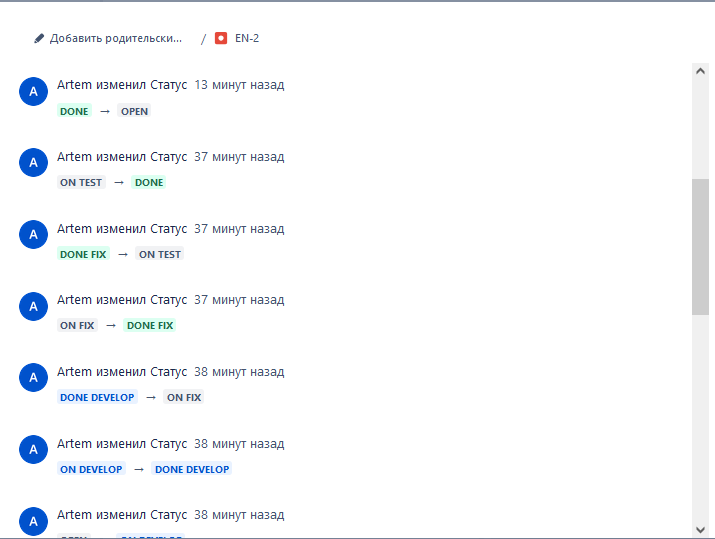 Добавить родительски... / EN-2
A Artem изменил Статус 13 минут назад
DONE → OPEN
A Artem изменил Статус 37 минут назад
ON TEST → DONE
A Artem изменил Статус 37 минут назад
DONE FIX → ON TEST
A Artem изменил Статус 37 минут назад
ON FIX → DONE FIX
A Artem изменил Статус 38 минут назад
DONE DEVELOP → ON FIX
A Artem изменил Статус 38 минут назад
ON DEVELOP → DONE DEVELOP
A Artem изменил Статус 38 минут назад